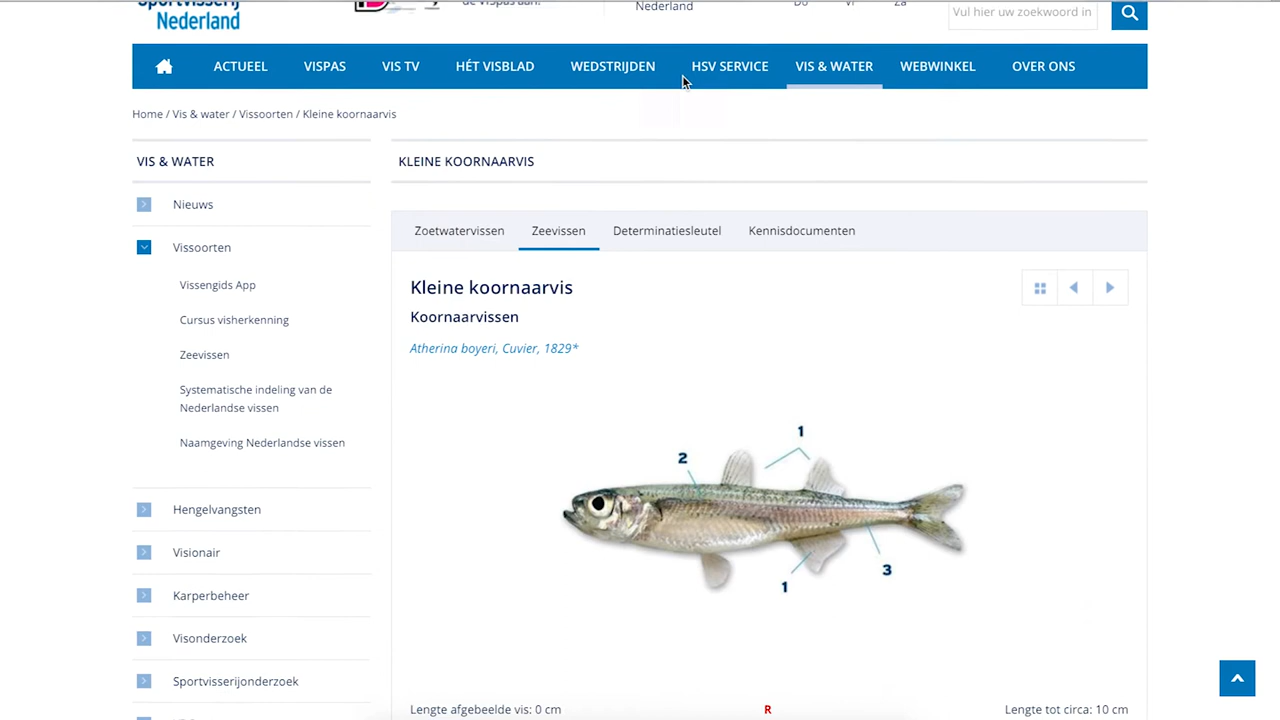 Sportvisserij
Nederland
de VISpas aan!
Nederland
Do Vr Za
Vul hier uw zoekwoord in
ACTUEEL VISPAS VIS TV HÉT VISBLAD WEDSTRIJDEN HSV SERVICE VIS & WATER WEBWINKEL OVER ONS
Home / Vis & water / Vissoorten / Kleine koornaarvis
VIS & WATER
Nieuws
Vissoorten
Vissengids App
Cursus visherkenning
Zeevissen
Systematische indeling van de
Nederlandse vissen
Naamgeving Nederlandse vissen
Hengelvangsten
Visionair
Karperbeheer
Visonderzoek
Sportvisserijonderzoek
KLEINE KOORNAARVIS
Zoetwatervissen Zeevissen Determinatiesleutel Kennisdocumenten
Kleine koornaarvis
Koornaarvissen
Atherina boyeri, Cuvier, 1829*
1
2
3
1
Lengte afgebeelde vis: 0 cm R Lengte tot circa: 10 cm